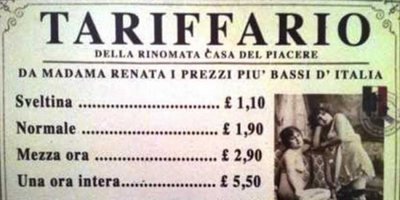 TARIFFARIO
DELLA RINOMATA CASA DEL PIACERE
DA MADAMA RENATA I PREZZI PIU' BASSI D' ITALIA
Sveltina ........................ £ 1,10
Normale ........................ £ 1,90
Mezza ora ..................... £ 2,90
Una ora intera................ £ 5,50